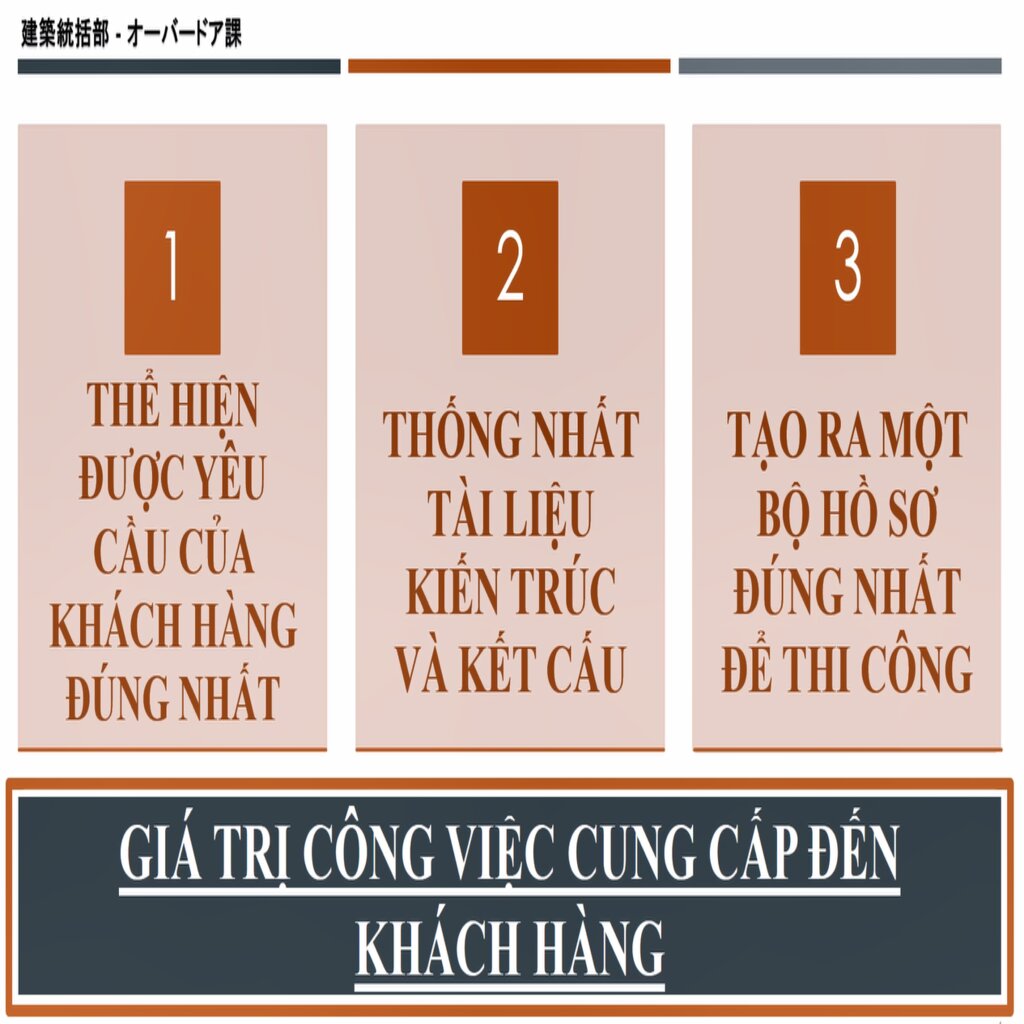 建築統括部 - オーバードア課
1
THỂ HIỆN
ĐƯỢC YÊU
CẦU CỦA
KHÁCH HÀNG
ĐÚNG NHẤT
2
THỐNG NHẤT
TÀI LIỆU
KIẾN TRÚC
VÀ KẾT CẤU
3
TẠO RA MỘT
BỘ HỒ SƠ
ĐÚNG NHẤT
ĐỂ THI CÔNG
GIÁ TRỊ CÔNG VIỆC CUNG CẤP ĐẾN
KHÁCH HÀNG